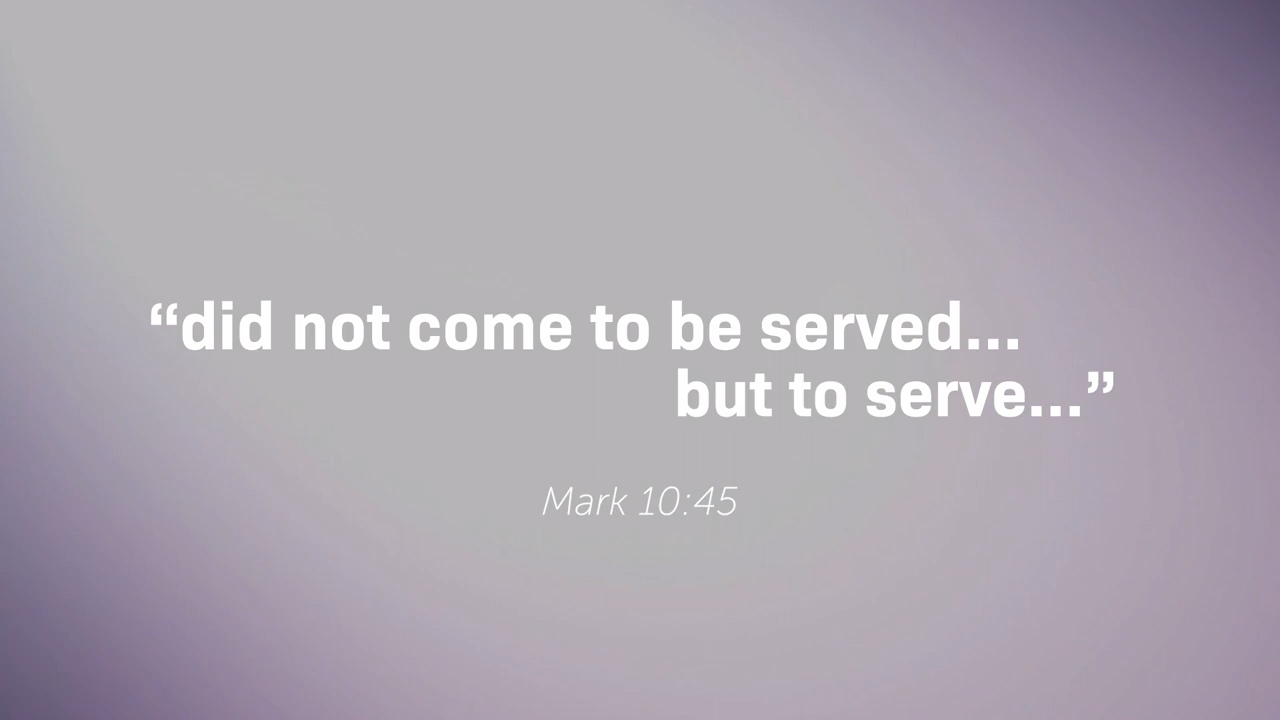 “did not come to be served...
but to serve...”
Mark 10:45